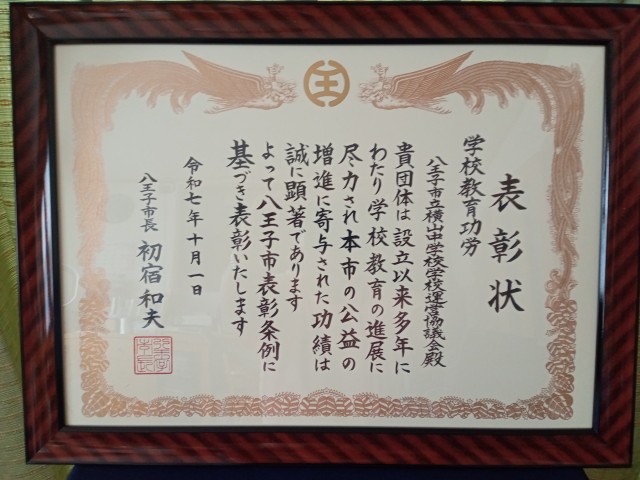 表彰状
学校教育功労
八王子市立横山中学校学校運営協議会殿
貴団体は設立以来多年に
わたり学校教育の進展に
尽力され本市の公益の
増進に寄与された功績は
誠に顕著であります
よって八王子市表彰条例に
基づき表彰いたします
令和七年十月一日
八王子市長 初宿和夫